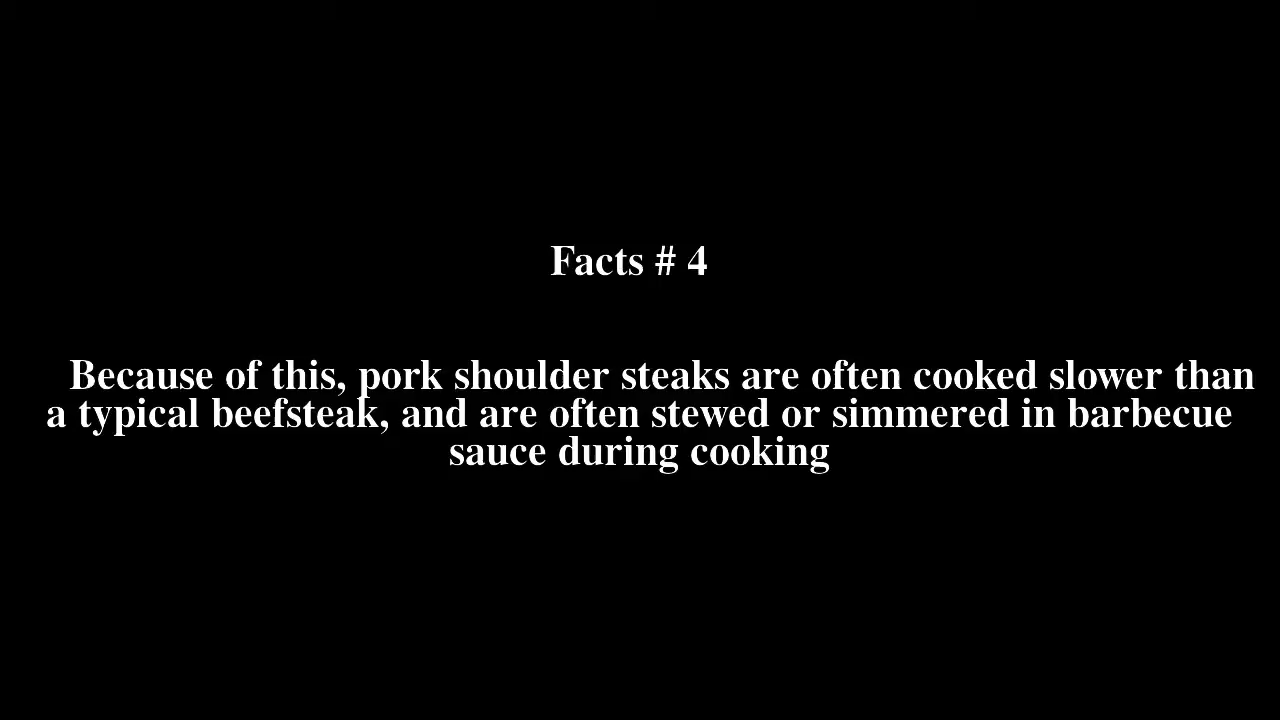 Facts # 4
Because of this, pork shoulder steaks are often cooked slower than
a typical beefsteak, and are often stewed or simmered in barbecue
sauce during cooking